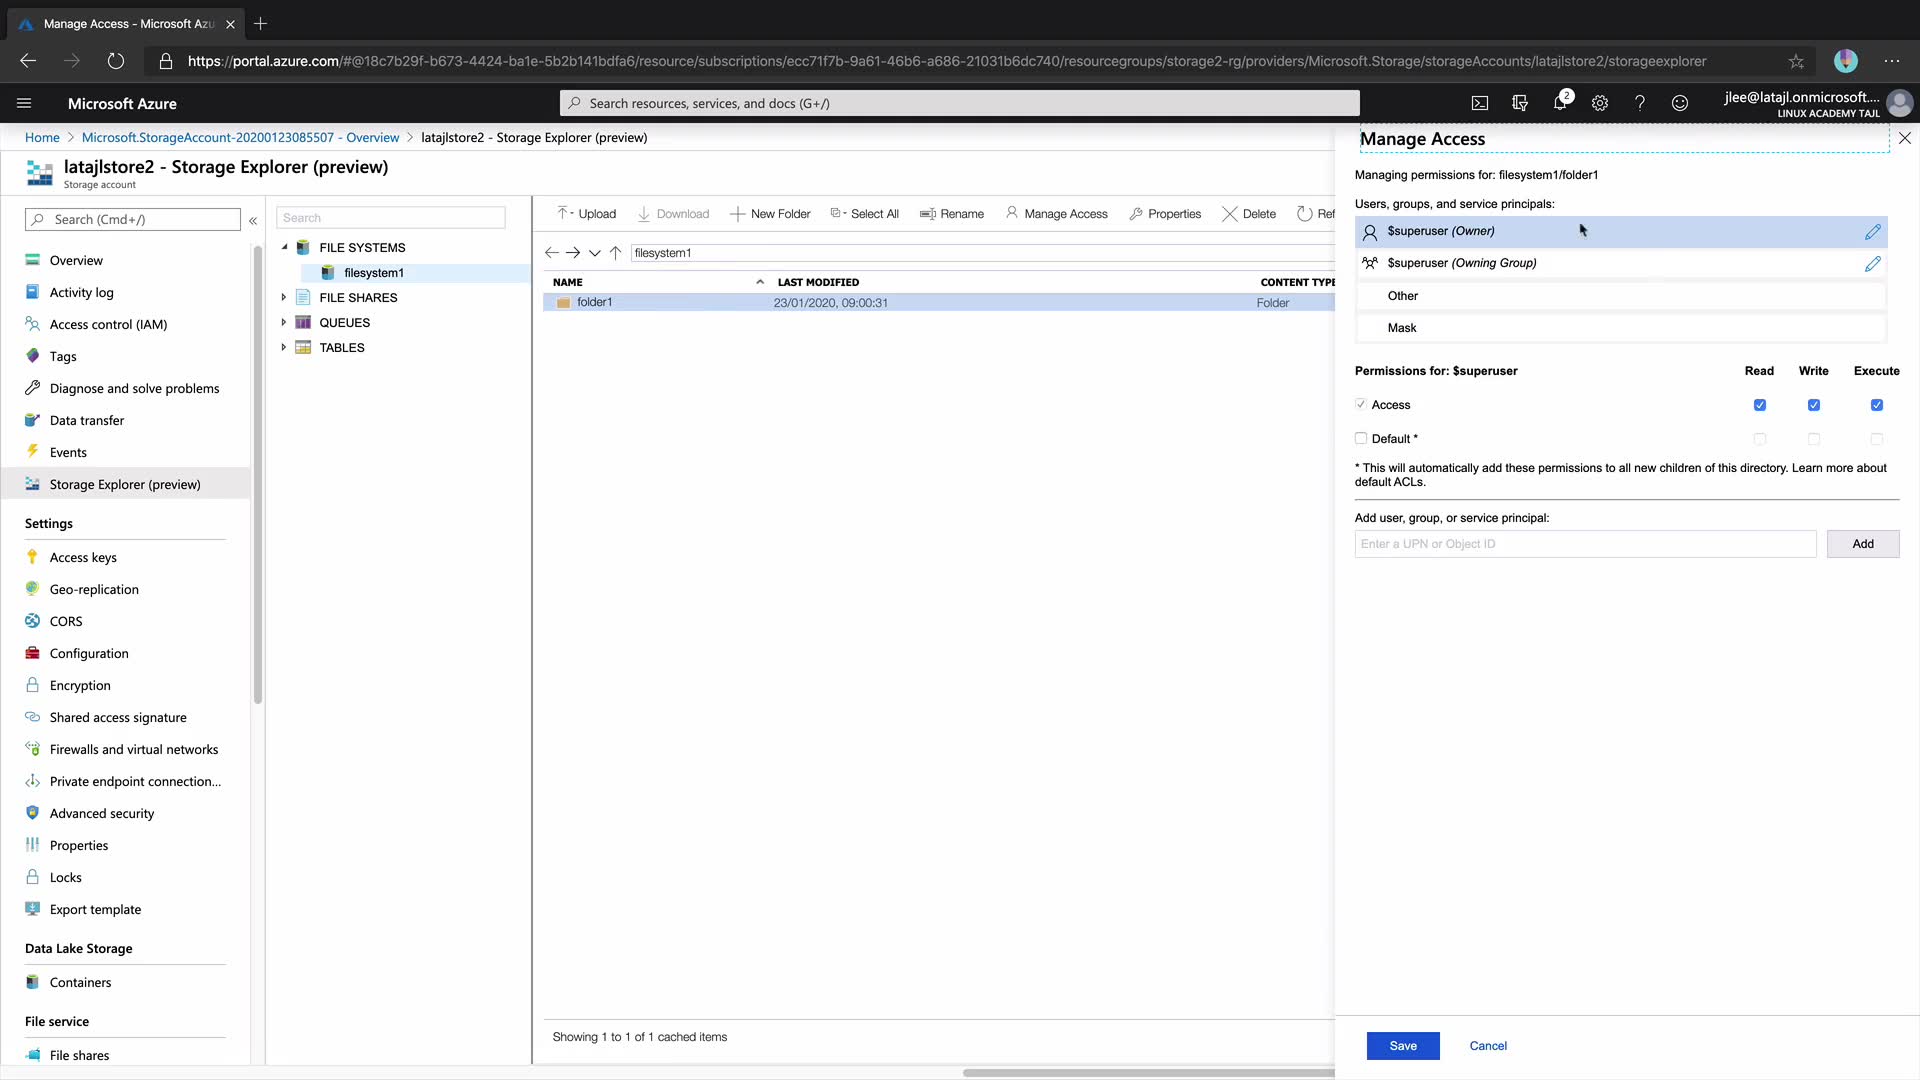 Manage Access - Microsoft Azu
https://portal.azure.com/#@18c7b29f-b673-4424-ba1e-5b2b141bdfa6/resource/subscriptions/ecc71f7b-9a61-46b6-a686-21031b6dc740/resourcegroups/storage2-rg/providers/Microsoft.Storage/storageAccounts/latajlstore2/storageexplorer
Microsoft Azure
Search resources, services, and docs (G+/)
2
jlee@latajl.onmicrosoft....
LINUX ACADEMY TAJL
Home > Microsoft.StorageAccount-20200123085507 - Overview > latajlstore2 - Storage Explorer (preview)
latajlstore2 - Storage Explorer (preview)
Storage account
Search (Cmd+/)
Overview
Activity log
Access control (IAM)
Tags
Diagnose and solve problems
Data transfer
Events
Storage Explorer (preview)
Settings
Access keys
Geo-replication
CORS
Configuration
Encryption
Shared access signature
Firewalls and virtual networks
Private endpoint connection...
Advanced security
Properties
Locks
Export template
Data Lake Storage
Containers
File service
File shares
Search
FILE SYSTEMS
filesystem1
FILE SHARES
QUEUES
TABLES
Upload Download New Folder Select All Rename Manage Access Properties Delete Ref
filesystem1
NAME LAST MODIFIED CONTENT TYPE
folder1 23/01/2020, 09:00:31 Folder
Showing 1 to 1 of 1 cached items
Manage Access
Managing permissions for: filesystem1/folder1
Users, groups, and service principals:
$superuser (Owner)
$superuser (Owning Group)
Other
Mask
Permissions for: $superuser Read Write Execute
Access
Default *
* This will automatically add these permissions to all new children of this directory. Learn more about
default ACLs.
Add user, group, or service principal:
Enter a UPN or Object ID Add
Save Cancel